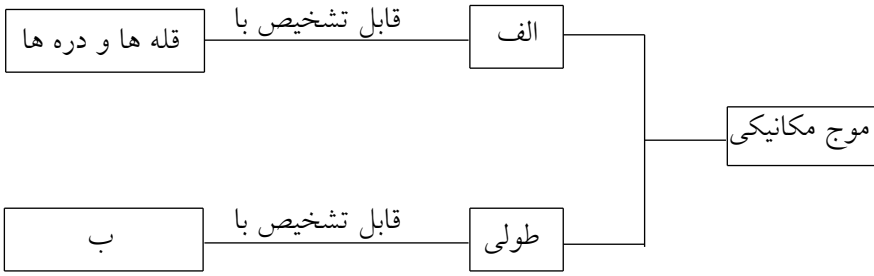 موج مکانیکی
الف
قابل تشخیص با
قله ها و دره ها
طولی
قابل تشخیص با
ب